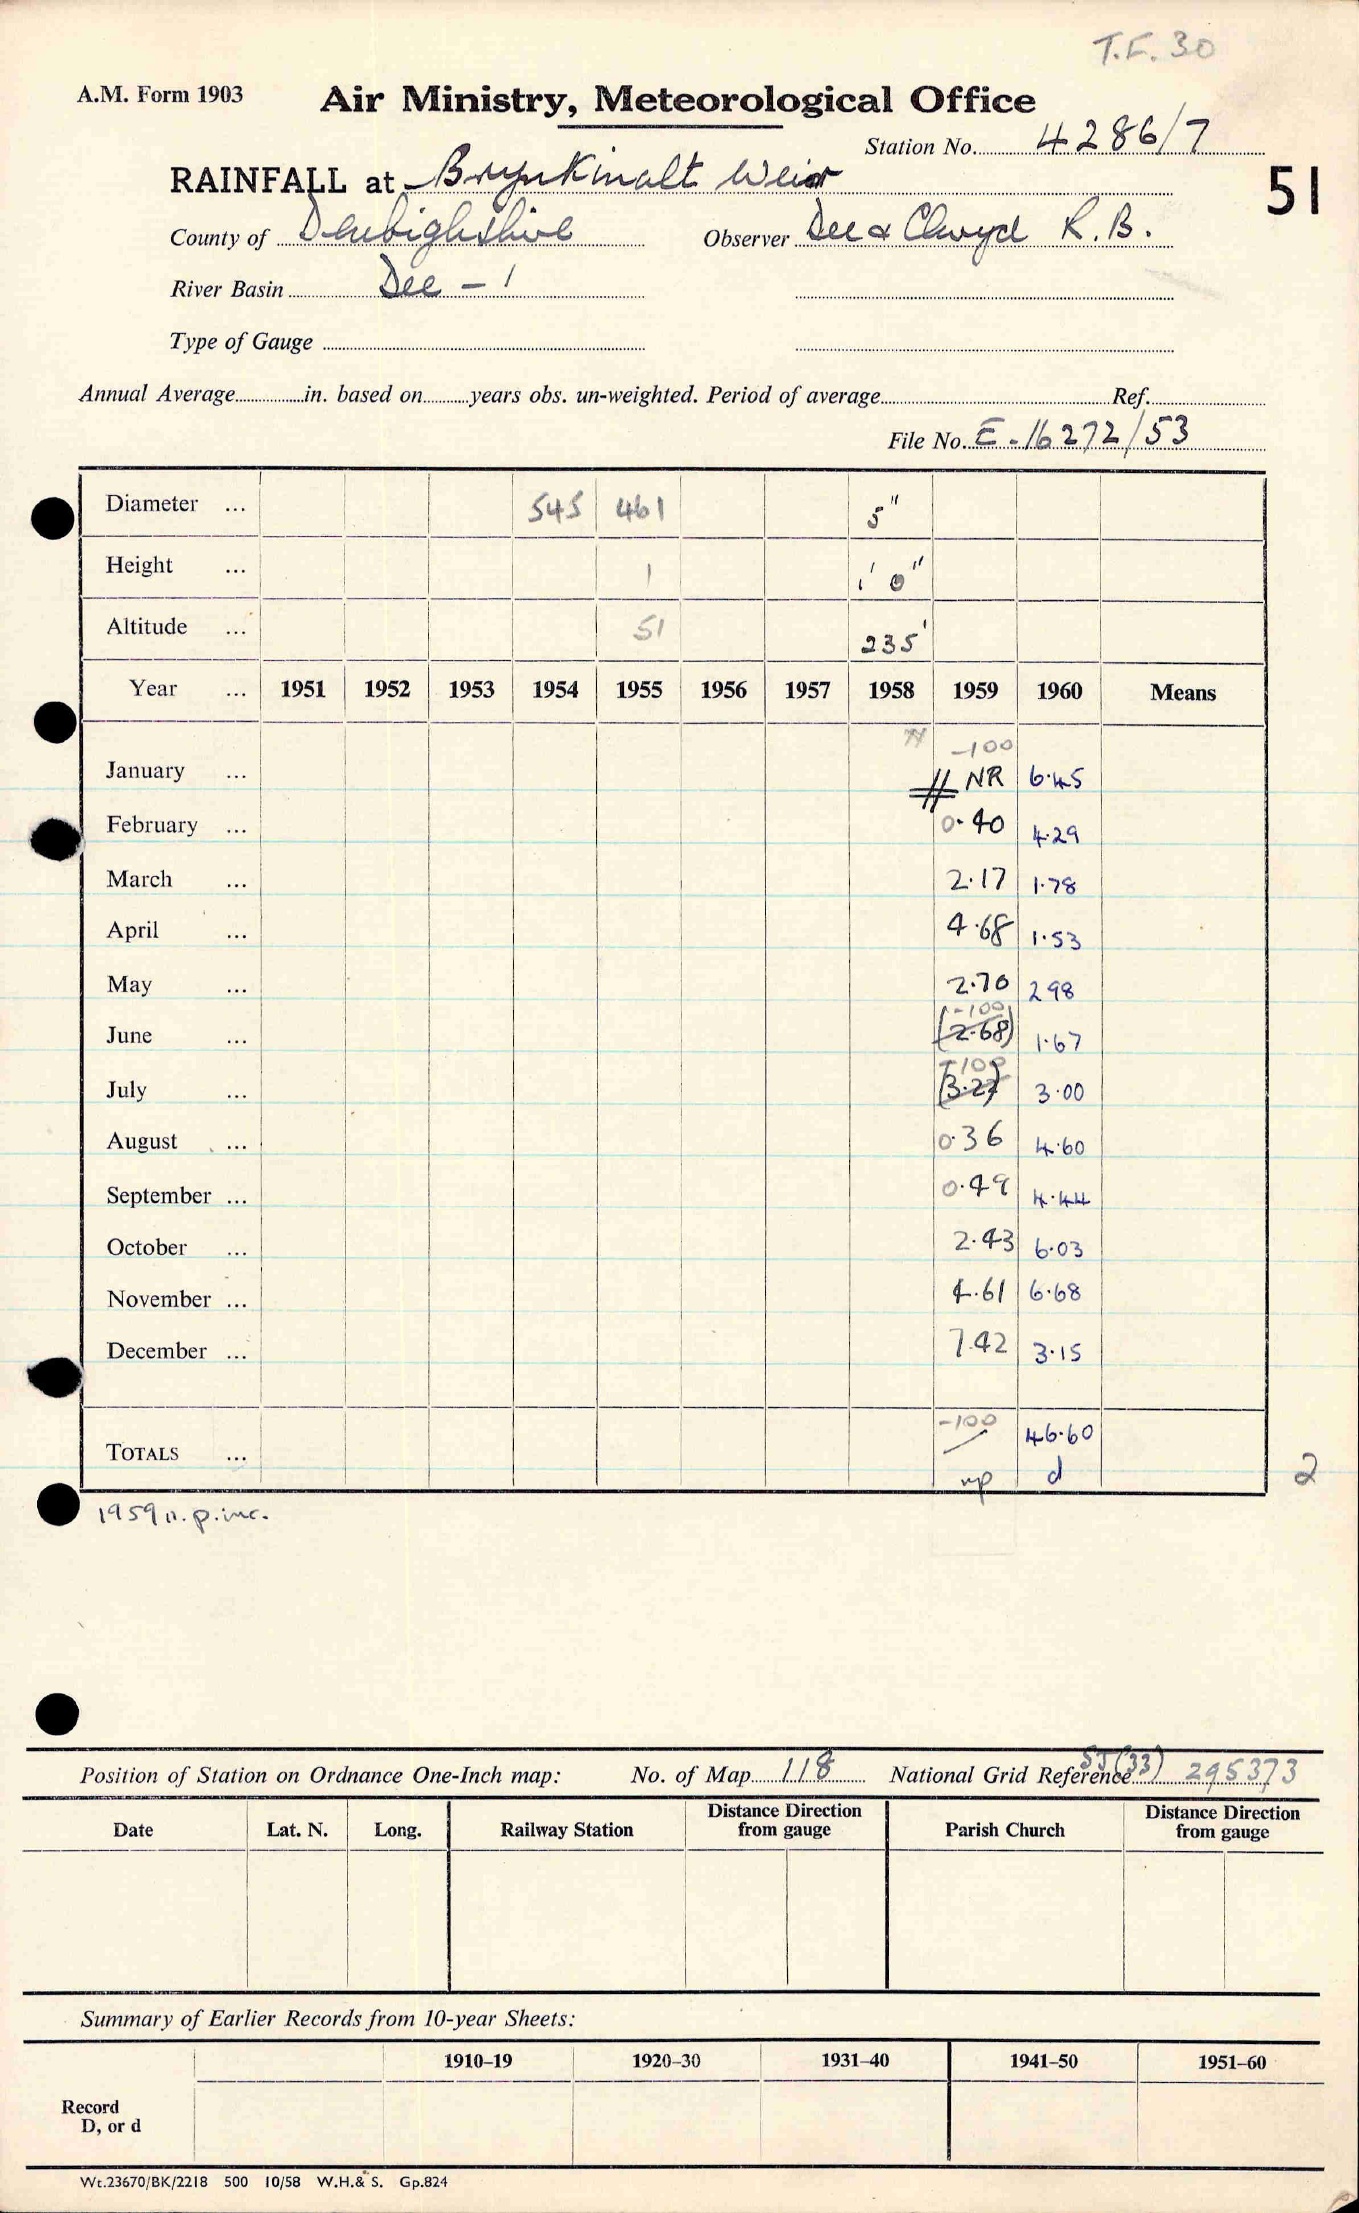 T.F. 30
A.M. Form 1903 Air Ministry, Meteorological Office
Station No. 4286/7
RAINFALL at Brynkinalt Weir 51
County of Denbighshire Observer Dee & Clwyd R.B.
River Basin Dee - 1
Type of Gauge
Annual Average in. based on years obs. un-weighted. Period of average Ref.
File No. E-16272/53
Diameter ... 545 461 5"
Height ... 1 1' 0"
Altitude ... 51 235'
Year ... 1951 1952 1953 1954 1955 1956 1957 1958 1959 1960 Means
-100
January ... NR 6.45
February ... 0.40 4.29
March ... 2.17 1.78
April ... 4.68 1.53
May ... 2.70 2 98
-100
June ... (2.68) 1.67
-100
July ... (3.27) 3.00
August ... 0.36 4.60
September ... 0.49 4.44
October ... 2.43 6.03
November ... 4.61 6.68
December ... 7.42 3.15
-100
TOTALS ... 46.60
np d 2
1959 n.p. inc.
Position of Station on Ordnance One-Inch map: No. of Map 118 National Grid Reference SJ(33) 295373
Date Lat. N. Long. Railway Station Distance Direction from gauge Parish Church Distance Direction from gauge
Summary of Earlier Records from 10-year Sheets:
1910–19 1920–30 1931–40 1941–50 1951–60
Record
D, or d
Wt.23670/BK/2218 500 10/58 W.H.& S. Gp.824